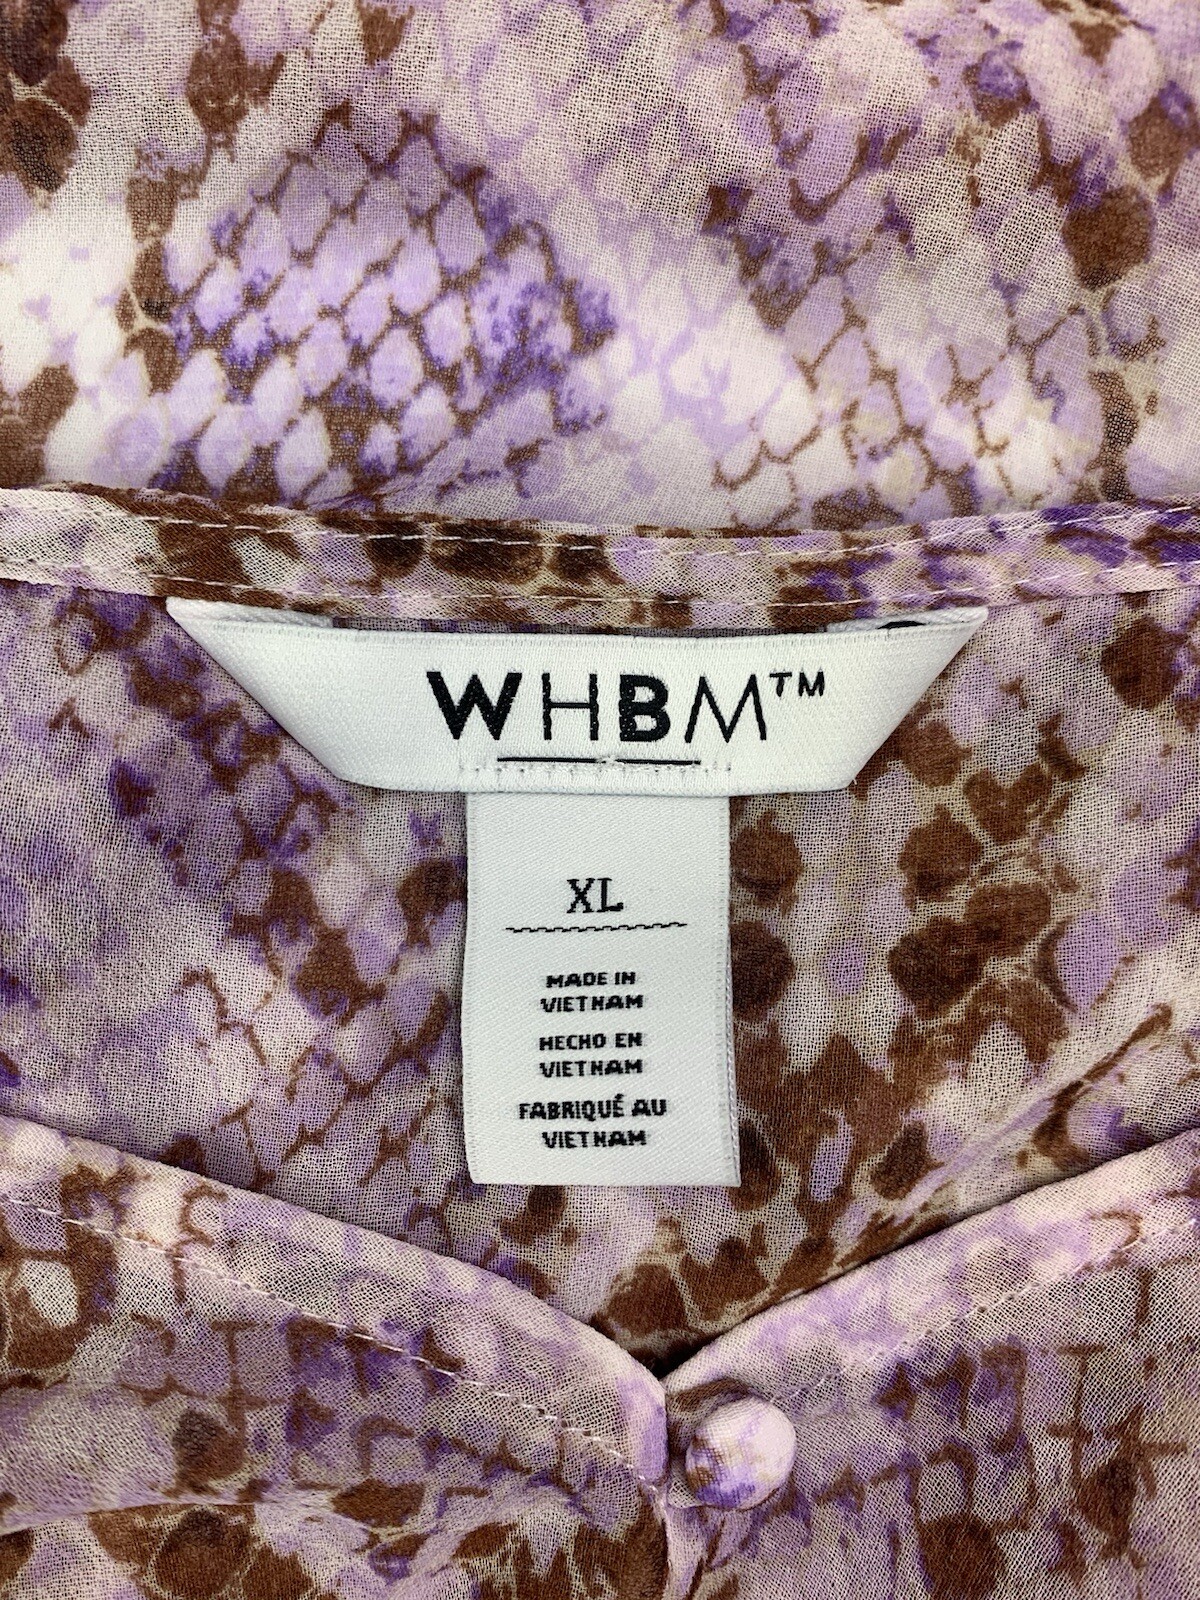 WHBM™
XL
MADE IN
VIETNAM
HECHO EN
VIETNAM
FABRIQUÉ AU
VIETNAM